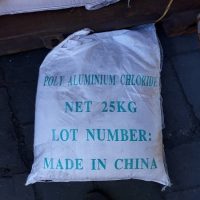 POLY ALUMINIUM CHLORIDE
NET 25KG
LOT NUMBER:
MADE IN CHINA